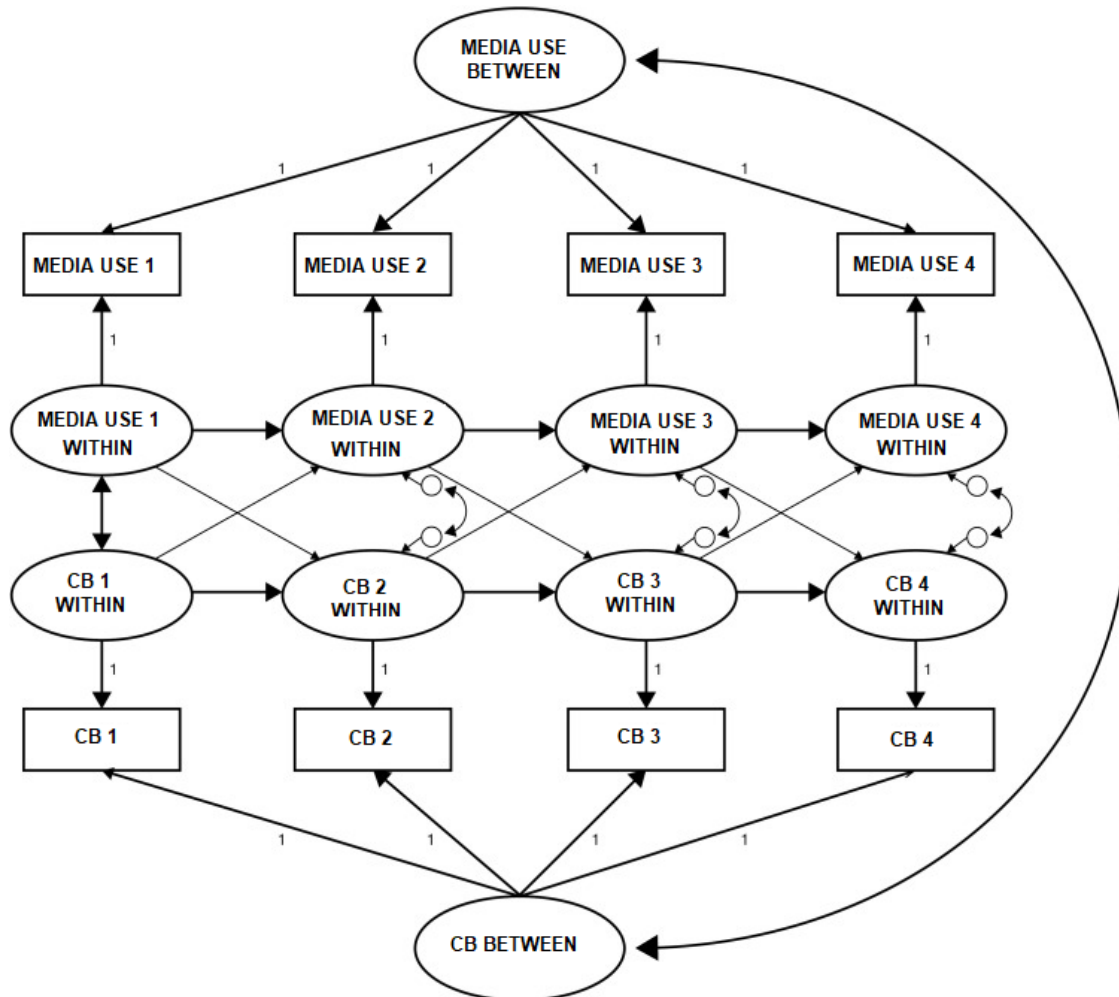 MEDIA USE
BETWEEN
1
1
1
1
MEDIA USE 1
MEDIA USE 2
MEDIA USE 3
MEDIA USE 4
1
1
1
1
MEDIA USE 1
WITHIN
MEDIA USE 2
WITHIN
MEDIA USE 3
WITHIN
MEDIA USE 4
WITHIN
CB 1
WITHIN
CB 2
WITHIN
CB 3
WITHIN
CB 4
WITHIN
1
1
1
1
CB 1
CB 2
CB 3
CB 4
1
1
1
1
CB BETWEEN